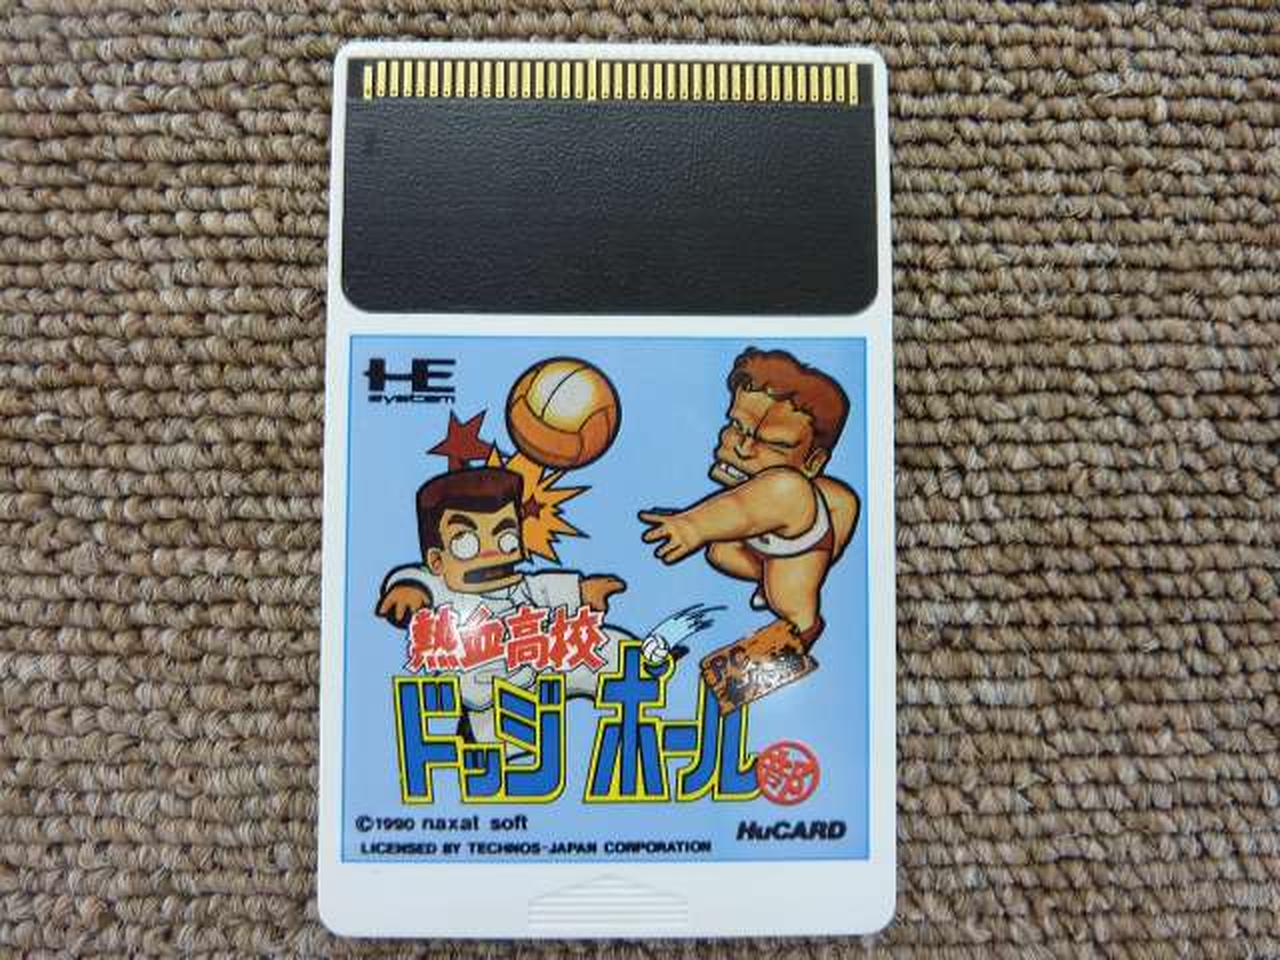 HE
system
熱血高校
ドッジボール
部
PC
©1990 naxat soft
HuCARD
LICENSED BY TECHNOS-JAPAN CORPORATION